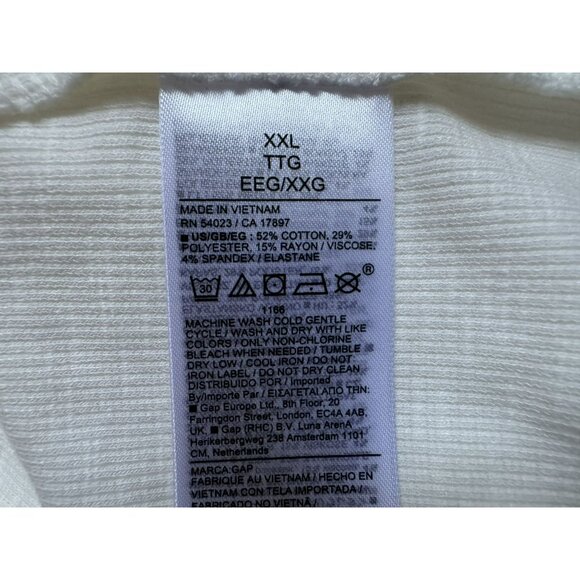 XXL
TTG
EEG/XXG
MADE IN VIETNAM
RN 54023 / CA 17897
■ US/GB/EG : 52% COTTON, 29%
POLYESTER, 15% RAYON / VISCOSE,
4% SPANDEX / ELASTANE
30 ®
1166
MACHINE WASH COLD GENTLE
CYCLE / WASH AND DRY WITH LIKE
COLORS / ONLY NON-CHLORINE
BLEACH WHEN NEEDED / TUMBLE
DRY LOW / COOL IRON / DO NOT
IRON LABEL / DO NOT DRY CLEAN
DISTRIBUIDO POR / Imported
By/Importe Par / ΕΙΣΑΓΕΤΑΙ ΑΠΟ ΤΗΝ:
■ Gap Europe Ltd., 8th Floor, 20
Farringdon Street, London, EC4A 4AB,
UK. ■ Gap (RHC) B.V. Luna ArenA
Herikerbergweg 238 Amsterdam 1101
CM, Netherlands
MARCA:GAP
FABRIQUÉ AU VIETNAM / HECHO EN
VIETNAM CON TELA IMPORTADA /
FABRICADO NO VIETNÃ /